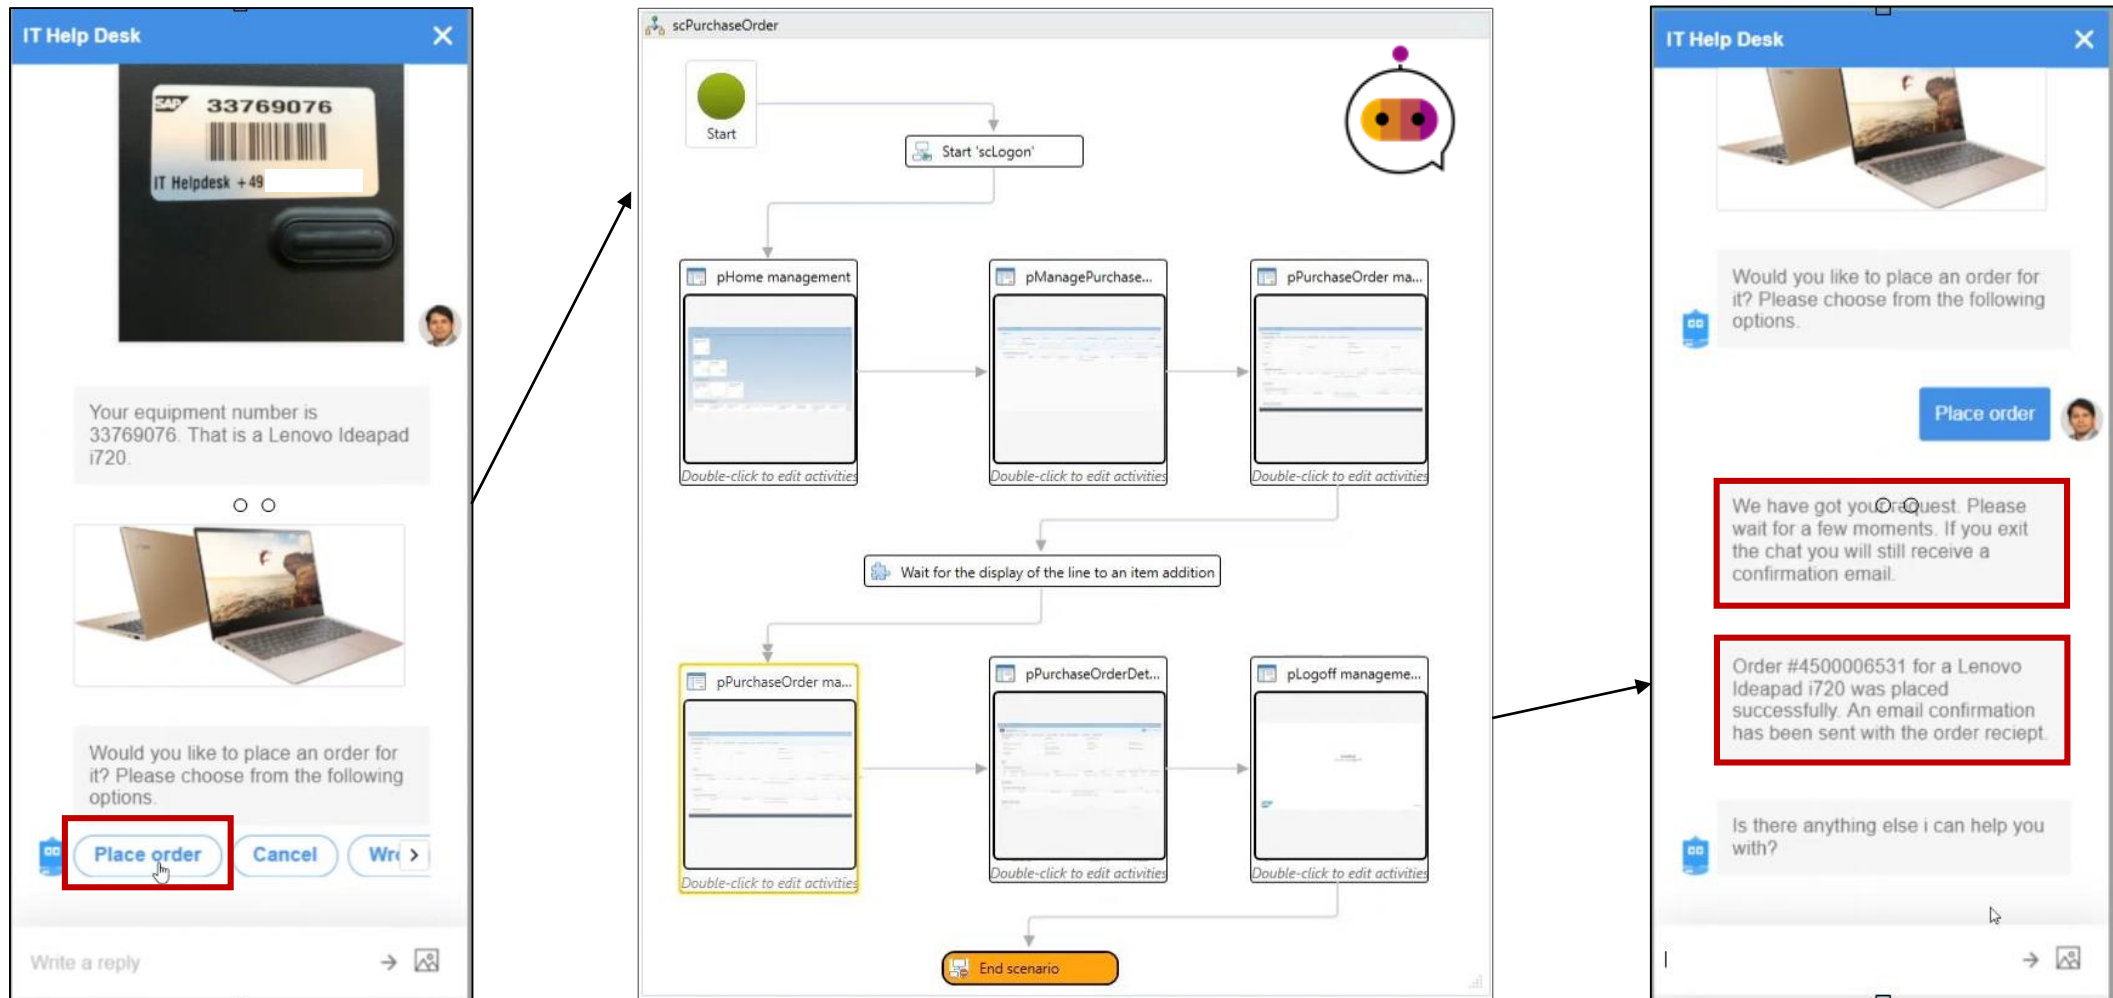 IT Help Desk
SAP 33769076
IT Helpdesk +49
Your equipment number is
33769076. That is a Lenovo Ideapad
i720.
Would you like to place an order for
it? Please choose from the following
options.
Place order
Cancel
Wr
Write a reply
scPurchaseOrder
Start
Start 'scLogon'
pHome management
pManagePurchase...
pPurchaseOrder ma...
Double-click to edit activities
Double-click to edit activities
Double-click to edit activities
Wait for the display of the line to an item addition
pPurchaseOrder ma...
pPurchaseOrderDet...
pLogoff manageme...
Double-click to edit activities
Double-click to edit activities
Double-click to edit activities
End scenario
IT Help Desk
Would you like to place an order for
it? Please choose from the following
options.
Place order
We have got your request. Please
wait for a few moments. If you exit
the chat you will still receive a
confirmation email.
Order #4500006531 for a Lenovo
Ideapad i720 was placed
successfully. An email confirmation
has been sent with the order reciept.
Is there anything else i can help you
with?